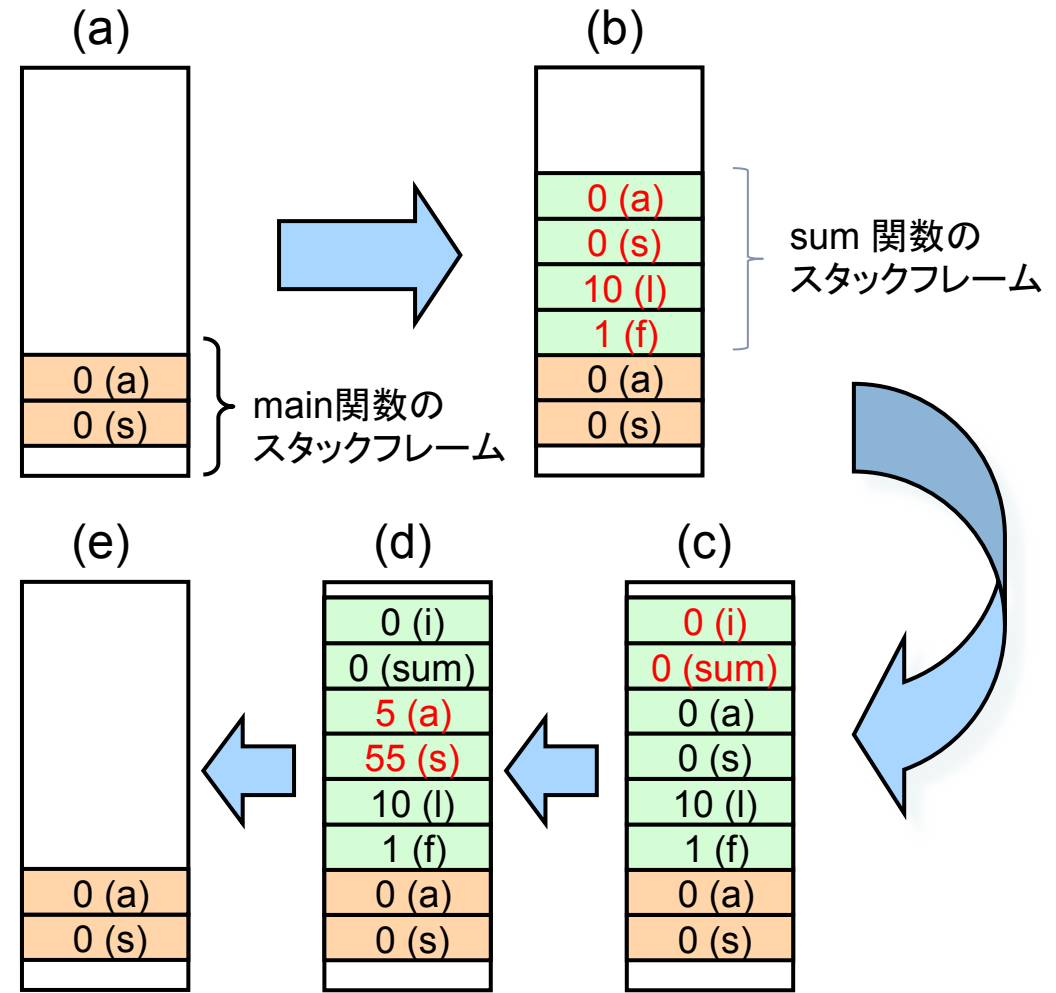 (a)
0 (a)
0 (s)
main関数の
スタックフレーム
(b)
0 (a)
0 (s)
10 (l)
1 (f)
0 (a)
0 (s)
sum 関数の
スタックフレーム
(e)
0 (a)
0 (s)
(d)
0 (i)
0 (sum)
5 (a)
55 (s)
10 (l)
1 (f)
0 (a)
0 (s)
(c)
0 (i)
0 (sum)
0 (a)
0 (s)
10 (l)
1 (f)
0 (a)
0 (s)